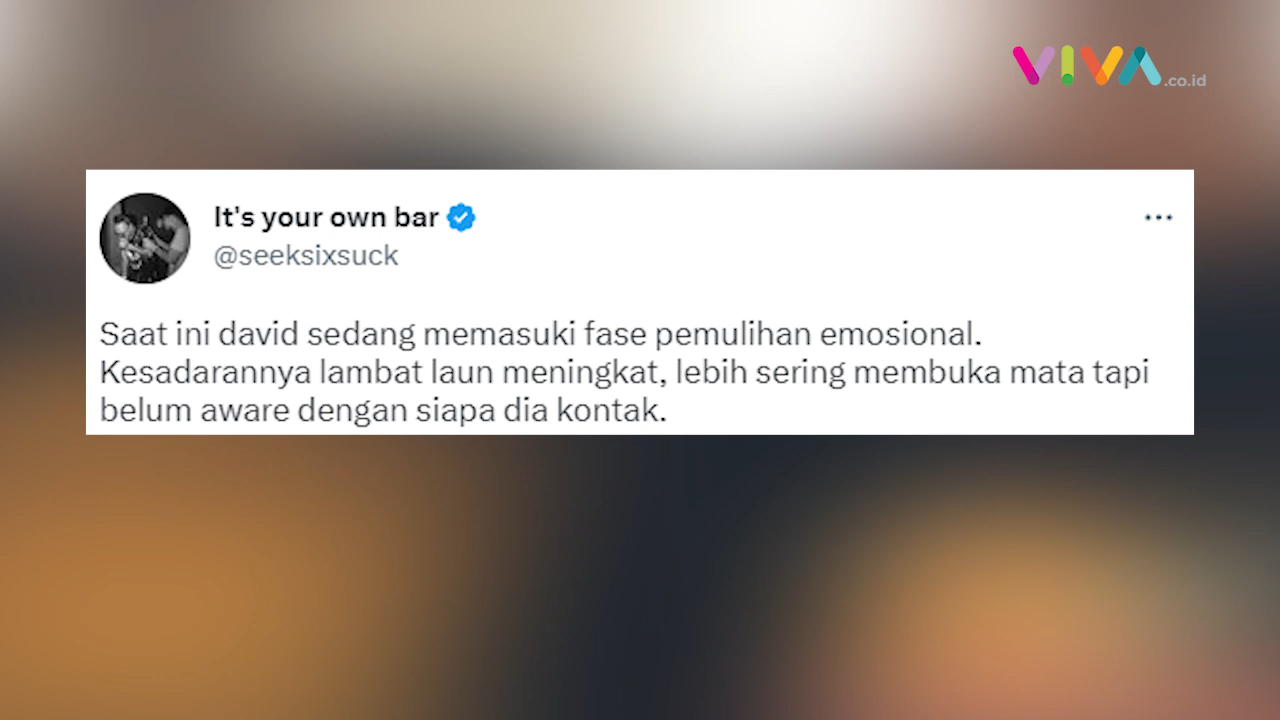 VIVA.co.id
It's your own bar
@seeksixsuck
Saat ini david sedang memasuki fase pemulihan emosional.
Kesadarannya lambat laun meningkat, lebih sering membuka mata tapi
belum aware dengan siapa dia kontak.